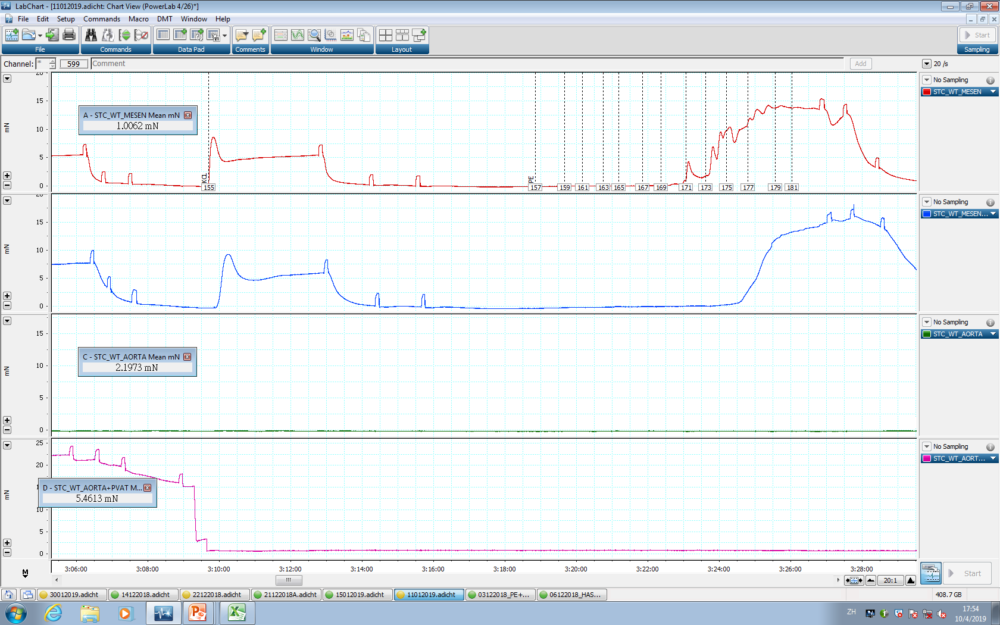 LabChart - [11012019.adicht: Chart View (PowerLab 4/26)*]
File Edit Setup Commands Macro DMT Window Help
File Commands Data Pad Comments Window Layout Start Sampling
Channel: * 599 Comment Add 20 /s
20
15
10
5
0
mN
A - STC_WT_MESEN Mean mN
1.0062 mN
KCL
PE
155 157 159 161 163 165 167 169 171 173 175 177 179 181
No Sampling
STC_WT_MESEN
20
15
10
5
0
mN
No Sampling
STC_WT_MESEN...
15
10
5
0
mN
C - STC_WT_AORTA Mean mN
2.1973 mN
No Sampling
STC_WT_AORTA
25
20
10
5
0
mN
D - STC_WT_AORTA+PVAT M...
5.4613 mN
No Sampling
STC_WT_AORT...
M
3:06:00 3:08:00 3:10:00 3:12:00 3:14:00 3:16:00 3:18:00 3:20:00 3:22:00 3:24:00 3:26:00 3:28:00
20:1
Start
30012019.adicht 14122018.adicht 22122018.adicht 21122018A.adicht 15012019.adicht 11012019.adicht 03122018_PE+... 06122018_HAS... 408.7 GB
ZH
17:54
10/4/2019